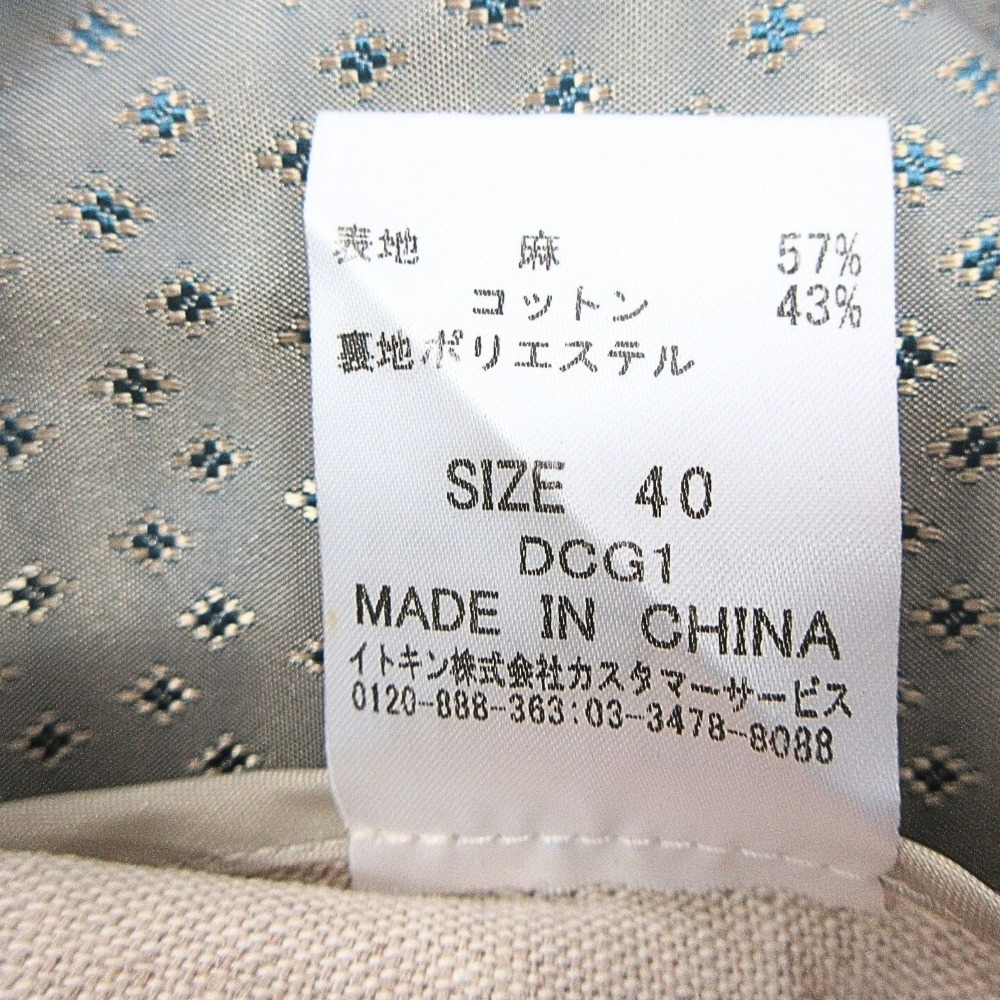 表地 麻 57%
コットン 43%
裏地ポリエステル
SIZE 40
DCG1
MADE IN CHINA
イトキン株式会社カスタマーサービス
0120-888-363:03-3478-8088